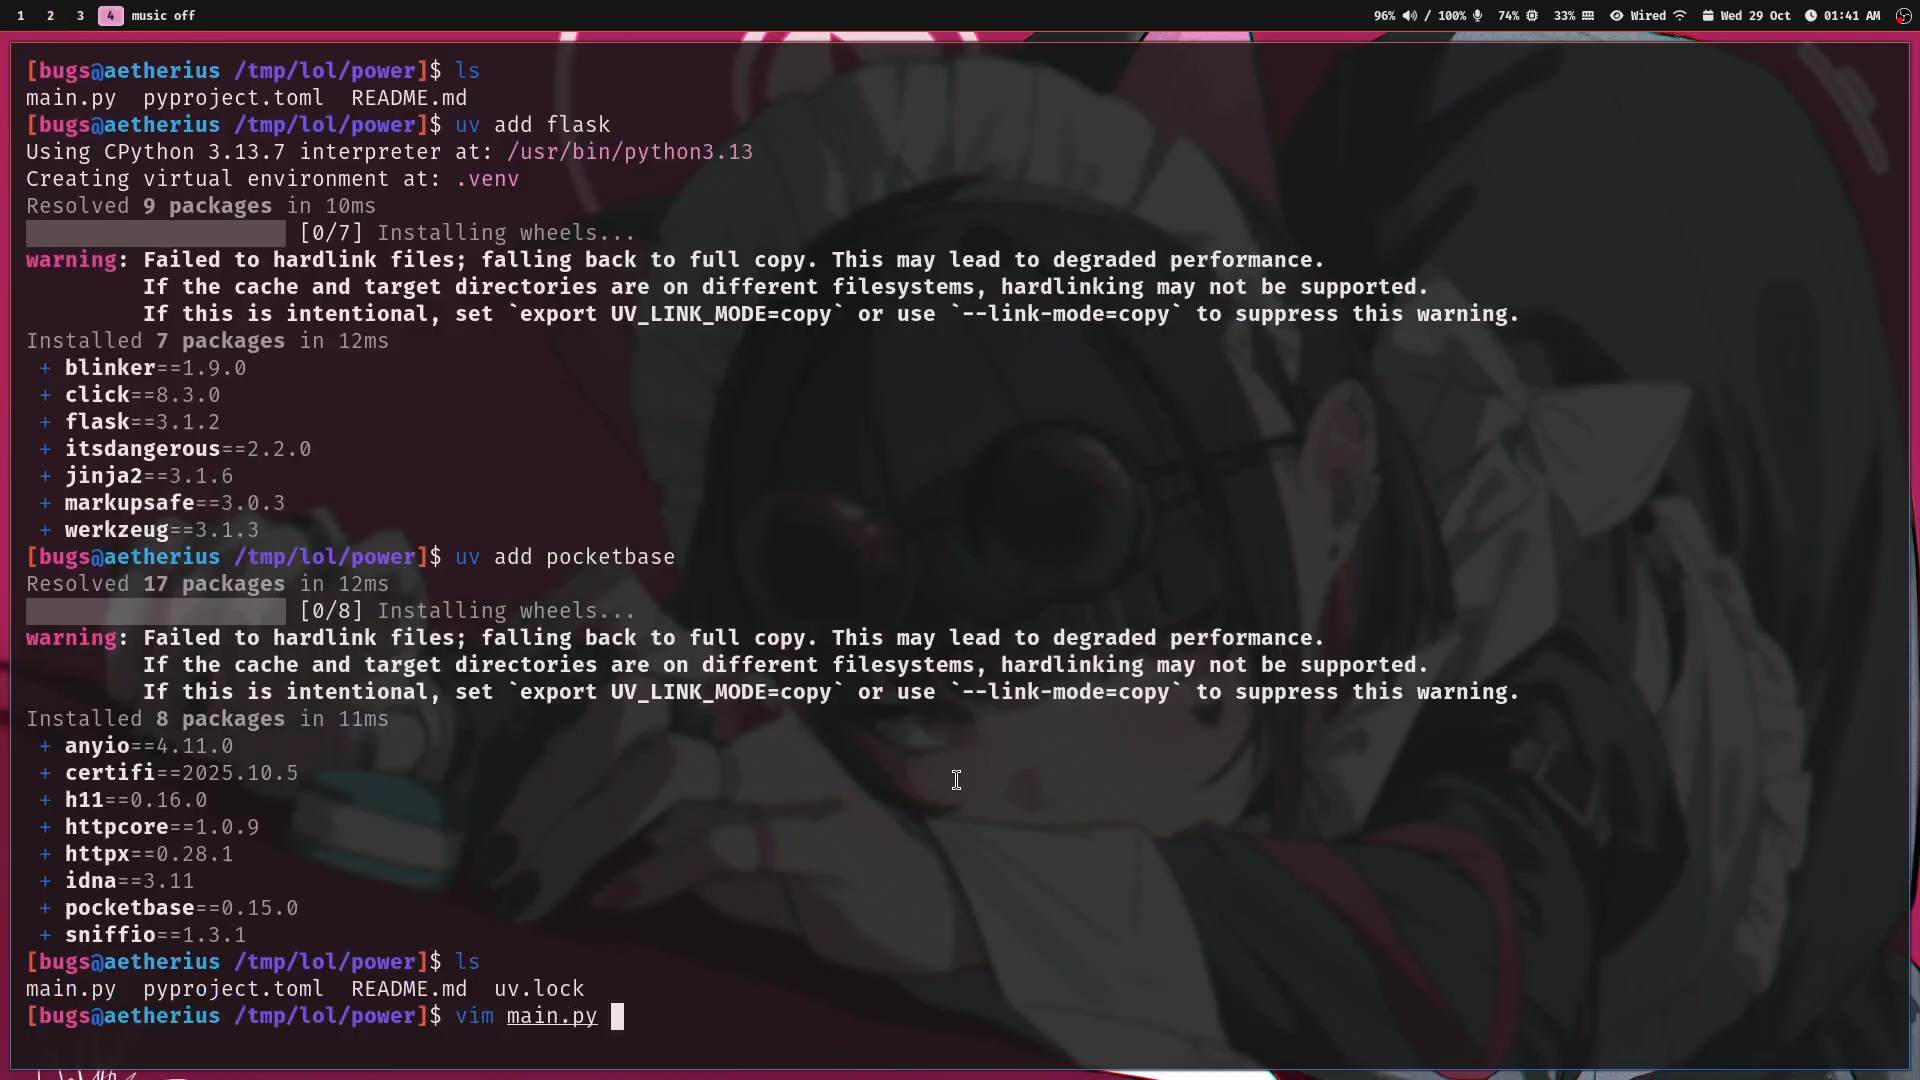 1 2 3 4 music off 96% / 100% 74% 33% Wired Wed 29 Oct 01:41 AM
[bugs@aetherius /tmp/lol/power]$ ls
main.py  pyproject.toml  README.md
[bugs@aetherius /tmp/lol/power]$ uv add flask
Using CPython 3.13.7 interpreter at: /usr/bin/python3.13
Creating virtual environment at: .venv
Resolved 9 packages in 10ms
[0/7] Installing wheels...
warning: Failed to hardlink files; falling back to full copy. This may lead to degraded performance.
If the cache and target directories are on different filesystems, hardlinking may not be supported.
If this is intentional, set `export UV_LINK_MODE=copy` or use `--link-mode=copy` to suppress this warning.
Installed 7 packages in 12ms
+ blinker==1.9.0
+ click==8.3.0
+ flask==3.1.2
+ itsdangerous==2.2.0
+ jinja2==3.1.6
+ markupsafe==3.0.3
+ werkzeug==3.1.3
[bugs@aetherius /tmp/lol/power]$ uv add pocketbase
Resolved 17 packages in 12ms
[0/8] Installing wheels...
warning: Failed to hardlink files; falling back to full copy. This may lead to degraded performance.
If the cache and target directories are on different filesystems, hardlinking may not be supported.
If this is intentional, set `export UV_LINK_MODE=copy` or use `--link-mode=copy` to suppress this warning.
Installed 8 packages in 11ms
+ anyio==4.11.0
+ certifi==2025.10.5
+ h11==0.16.0
+ httpcore==1.0.9
+ httpx==0.28.1
+ idna==3.11
+ pocketbase==0.15.0
+ sniffio==1.3.1
[bugs@aetherius /tmp/lol/power]$ ls
main.py  pyproject.toml  README.md  uv.lock
[bugs@aetherius /tmp/lol/power]$ vim main.py